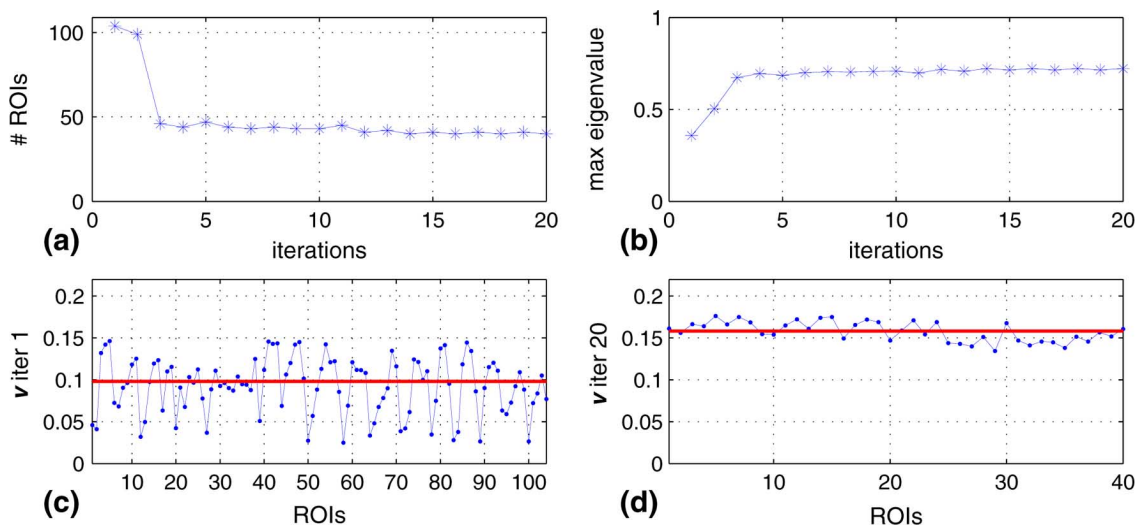 # ROIs
100
50
0
0 5 10 15 20
(a)
iterations
max eigenvalue
1
0.5
0
0 5 10 15 20
(b)
iterations
v iter 1
0.2
0.15
0.1
0.05
0
10 20 30 40 50 60 70 80 90 100
(c)
ROIs
v iter 20
0.2
0.15
0.1
0.05
0
10 20 30 40
(d)
ROIs